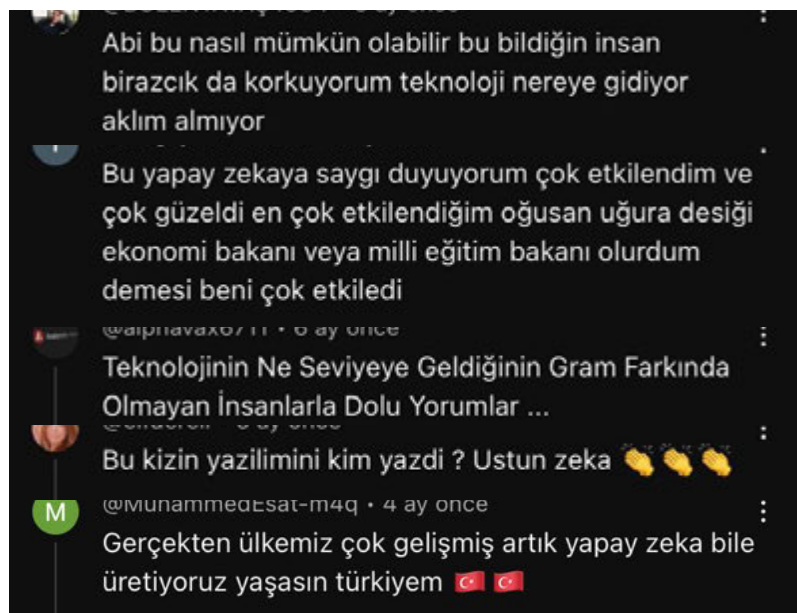 Abi bu nasıl mümkün olabilir bu bildiğin insan
birazcık da korkuyorum teknoloji nereye gidiyor
aklım almıyor
Bu yapay zekaya saygı duyuyorum çok etkilendim ve
çok güzeldi en çok etkilendiğim oğusan uğura desiği
ekonomi bakanı veya milli eğitim bakanı olurdum
demesi beni çok etkiledi
@alphavax6711 • 6 ay önce
Teknolojinin Ne Seviyeye Geldiğinin Gram Farkında
Olmayan İnsanlarla Dolu Yorumlar ...
Bu kizin yazilimini kim yazdi ? Ustun zeka 👏 👏 👏
M
@MuhammedEsat-m4q • 4 ay önce
Gerçekten ülkemiz çok gelişmiş artık yapay zeka bile
üretiyoruz yaşasın türkiyem 🇹🇷 🇹🇷